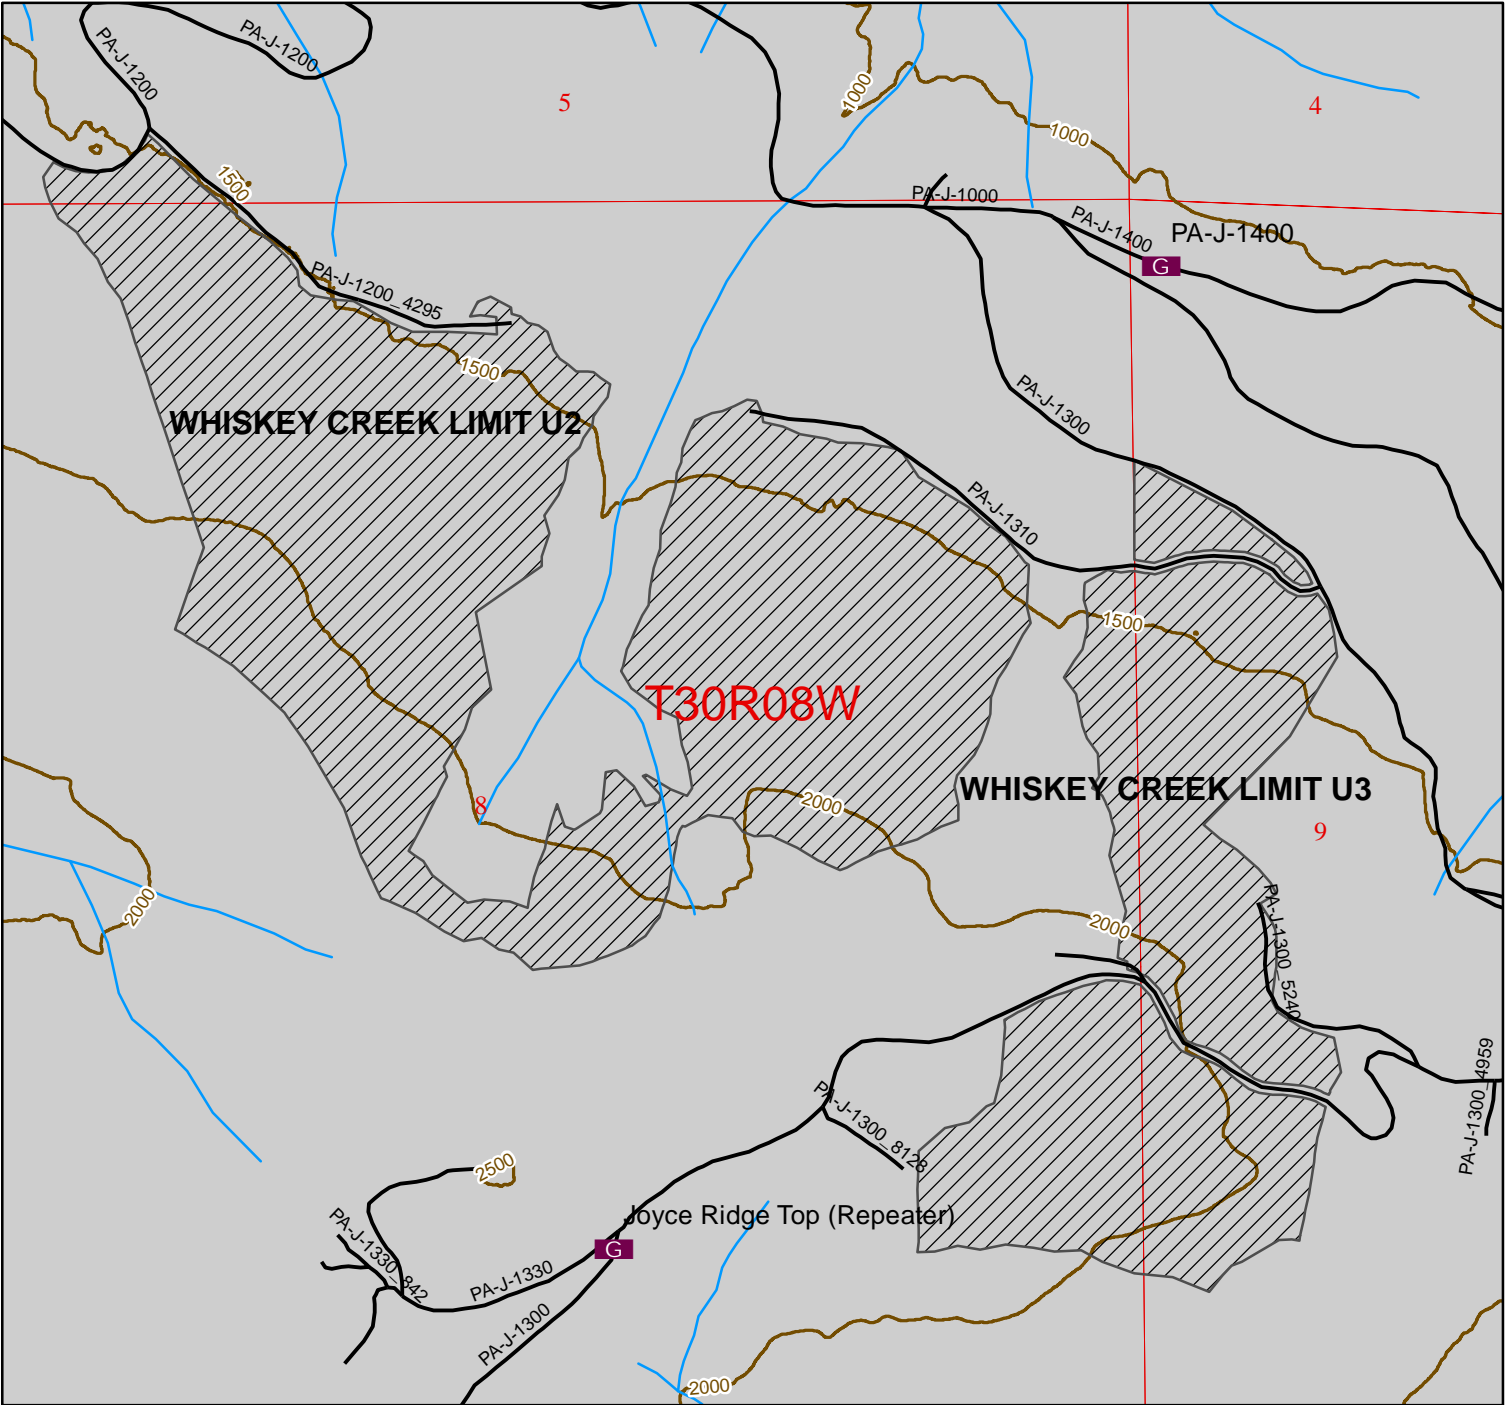 PA-J-1200
PA-J-1200
5
1000
4
1000
1500
PA-J-1000
PA-J-1400
PA-J-1400
G
PA-J-1200_4295
1500
PA-J-1300
WHISKEY CREEK LIMIT U2
PA-J-1310
1500
T30R08W
WHISKEY CREEK LIMIT U3
8
2000
9
2000
2000
PA-J-1300_5240
PA-J-1300_4959
PA-J-1300_8128
2500
Joyce Ridge Top (Repeater)
G
PA-J-1330_842
PA-J-1330
PA-J-1300
2000